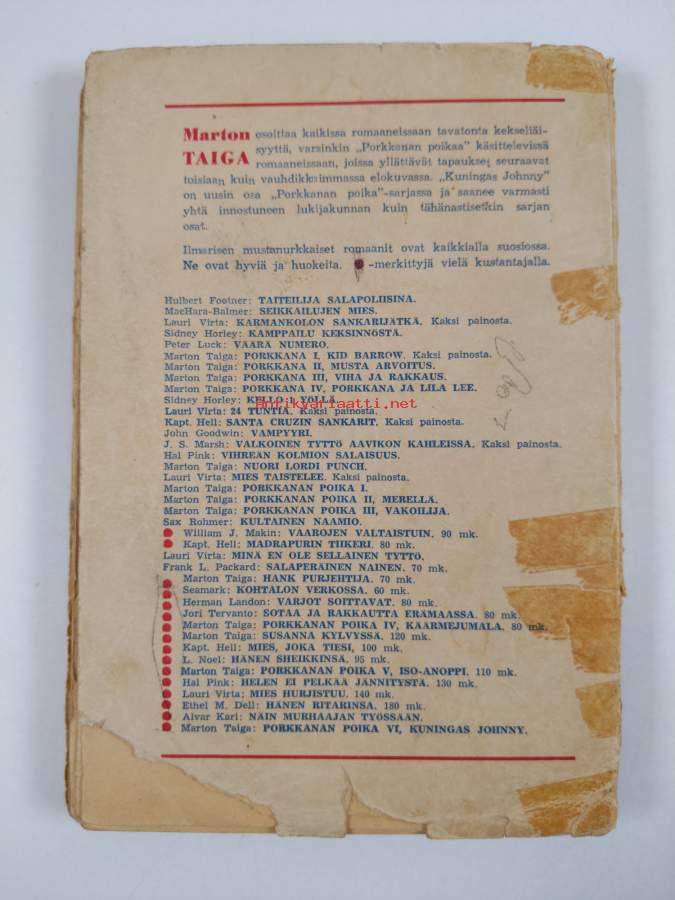 Marton osoittaa kaikissa romaaneissaan tavatonta kekseliäi-
TAIGA syyttä, varsinkin „Porkkanan poikaa” käsittelevissä
romaaneissaan, joissa yllättävät tapaukset seuraavat
toisiaan kuin vauhdikkaimmassa elokuvassa. „Kuningas Johnny”
on uusin osa „Porkkanan poika”-sarjassa ja saanee varmasti
yhtä innostuneen lukijakunnan kuin tähänastisetkin sarjan
osat.
Ilmarisen mustanurkkaiset romaanit ovat kaikkialla suosiossa.
Ne ovat hyviä ja huokeita. ●-merkittyjä vielä kustantajalla.
Hulbert Footner: TAITEILIJA SALAPOLIISINA.
MacHara-Balmer: SEIKKAILUJEN MIES.
Lauri Virta: KARMANKOLON SANKARIJÄTKÄ. Kaksi painosta.
Sidney Horley: KAMPPAILU KEKSINNÖSTÄ.
Peter Luck: VÄÄRÄ NUMERO.
Marton Taiga: PORKKANA I, KID BARROW. Kaksi painosta.
Marton Taiga: PORKKANA II, MUSTA ARVOITUS.
Marton Taiga: PORKKANA III, VIHA JA RAKKAUS.
Marton Taiga: PORKKANA IV, PORKKANA JA LILA LEE.
Sidney Horley: KELLO 1 YÖLLÄ.
antikvariaatti.net
Lauri Virta: 24 TUNTIA. Kaksi painosta.
Kapt. Hell: SANTA CRUZIN SANKARIT. Kaksi painosta.
John Goodwin: VAMPYYRI.
J. S. Marsh: VALKOINEN TYTTÖ AAVIKON KAHLEISSA. Kaksi painosta.
Hal Pink: VIHREÄN KOLMION SALAISUUS.
Marton Taiga: NUORI LORDI PUNCH.
Lauri Virta: MIES TAISTELEE. Kaksi painosta.
Marton Taiga: PORKKANAN POIKA I.
Marton Taiga: PORKKANAN POIKA II, MERELLÄ.
Marton Taiga: PORKKANAN POIKA III, VAKOILIJA.
Sax Rohmer: KULTAINEN NAAMIO.
● William J. Makin: VAAROJEN VALTAISTUIN. 90 mk.
● Kapt. Hell: MADRAPURIN TIIKERI. 80 mk.
Lauri Virta: MINÄ EN OLE SELLAINEN TYTTÖ.
Frank L. Packard: SALAPERÄINEN NAINEN. 70 mk.
● Marton Taiga: HANK PURJEHTIJA. 70 mk.
● Seamark: KOHTALON VERKOSSA. 60 mk.
● Herman Landon: VARJOT SOITTAVAT. 80 mk.
● Jori Tervanto: SOTAA JA RAKKAUTTA ERÄMAASSA. 80 mk.
● Marton Taiga: PORKKANAN POIKA IV, KÄÄRMEJUMALA. 80 mk.
● Marton Taiga: SUSANNA KYLVYSSÄ. 120 mk.
● Kapt. Hell: MIES, JOKA TIESI, 100 mk.
● L. Noel: HÄNEN SHEIKKINSÄ. 95 mk.
● Marton Taiga: PORKKANAN POIKA V, ISO-ANOPPI. 110 mk.
● Hal Pink: HELEN EI PELKÄÄ JÄNNITYSTÄ. 130 mk.
● Lauri Virta: MIES HURJISTUU. 140 mk.
● Ethel M. Dell: HÄNEN RITARINSA. 180 mk.
● Alvar Kari: NÄIN MURHAAJAN TYÖSSÄÄN.
● Marton Taiga: PORKKANAN POIKA VI, KUNINGAS JOHNNY.